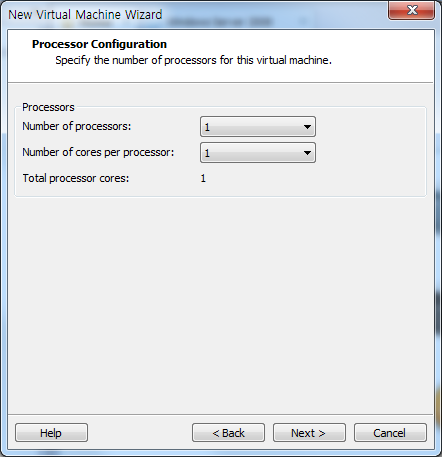 New Virtual Machine Wizard
Processor Configuration
Specify the number of processors for this virtual machine.
Processors
Number of processors:
1
Number of cores per processor:
1
Total processor cores:
1
Help
< Back
Next >
Cancel